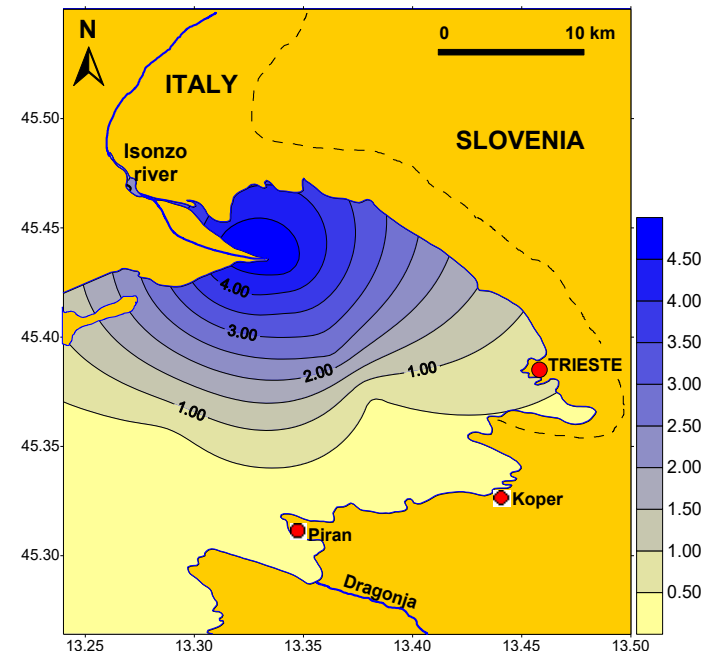 N
0 10 km
ITALY
45.50
SLOVENIA
Isonzo
river
45.45
4.50
4.00
4.00
3.50
3.00
45.40
3.00
TRIESTE
2.00
1.00
2.50
1.00
2.00
45.35
1.50
Koper
Piran
1.00
45.30
0.50
Dragonja
13.25 13.30 13.35 13.40 13.45 13.50